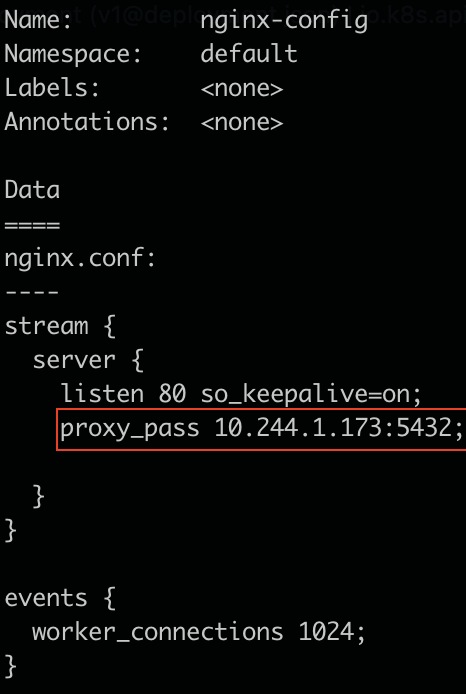 Name: nginx-config
Namespace: default
Labels: <none>
Annotations: <none>
Data
====
nginx.conf:
----
stream {
server {
listen 80 so_keepalive=on;
proxy_pass 10.244.1.173:5432;
}
}
events {
worker_connections 1024;
}